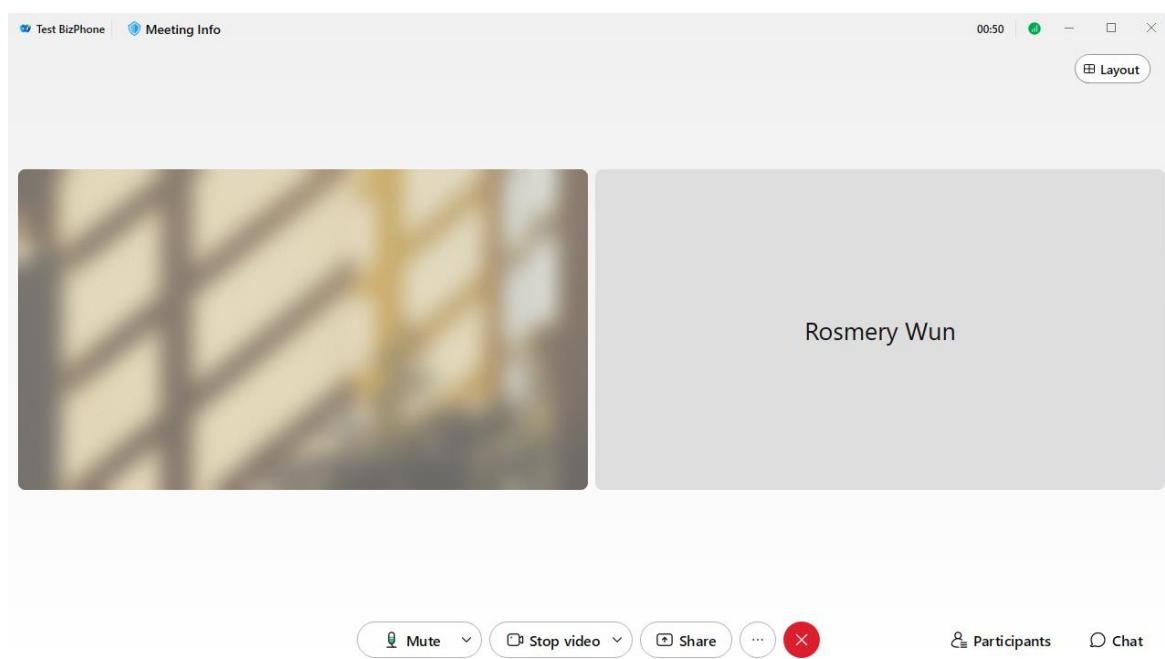 Test BizPhone
Meeting Info
00:50
Layout
Rosmery Wun
Mute
Stop video
Share
Participants
Chat